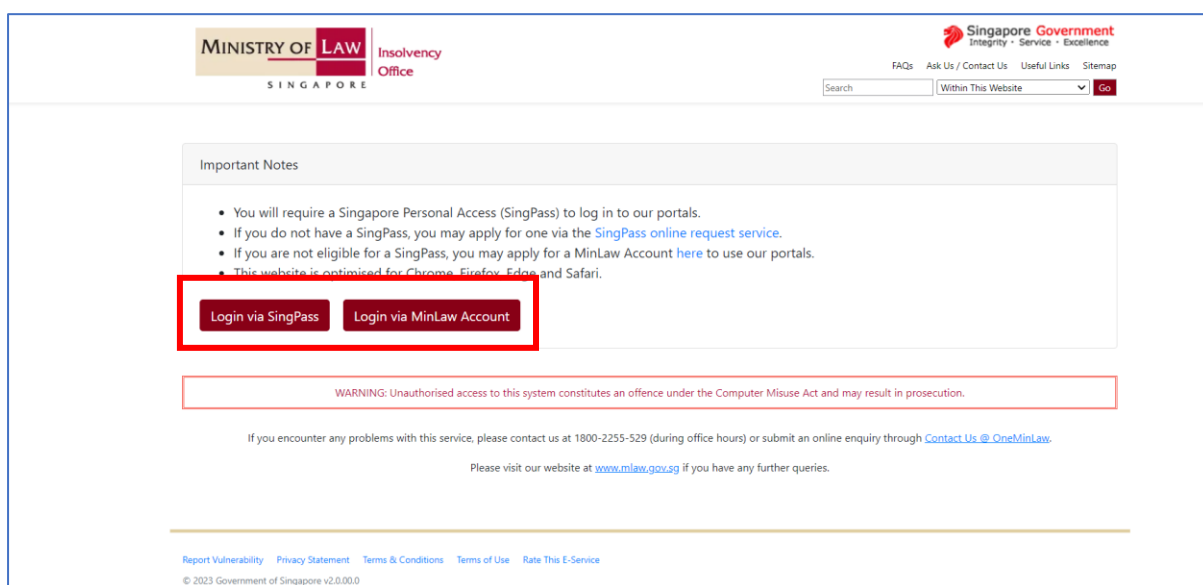 MINISTRY OF LAW
SINGAPORE
Insolvency
Office
Singapore Government
Integrity · Service · Excellence
FAQs Ask Us / Contact Us Useful Links Sitemap
Search Within This Website Go
Important Notes
• You will require a Singapore Personal Access (SingPass) to log in to our portals.
• If you do not have a SingPass, you may apply for one via the SingPass online request service.
• If you are not eligible for a SingPass, you may apply for a MinLaw Account here to use our portals.
• This website is optimised for Chrome, Firefox, Edge and Safari.
Login via SingPass Login via MinLaw Account
WARNING: Unauthorised access to this system constitutes an offence under the Computer Misuse Act and may result in prosecution.
If you encounter any problems with this service, please contact us at 1800-2255-529 (during office hours) or submit an online enquiry through Contact Us @ OneMinLaw.
Please visit our website at www.mlaw.gov.sg if you have any further queries.
Report Vulnerability Privacy Statement Terms & Conditions Terms of Use Rate This E-Service
© 2023 Government of Singapore v2.0.00.0